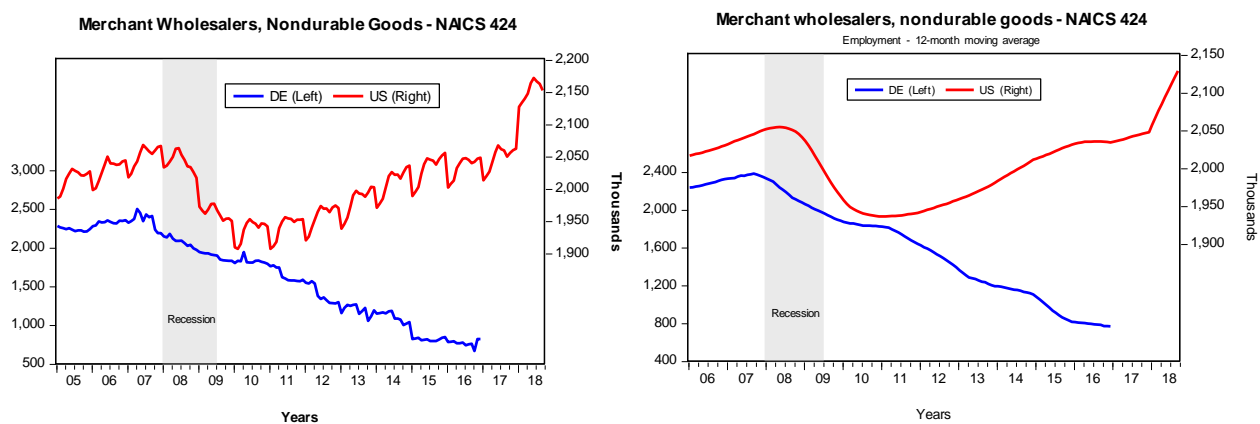 Merchant Wholesalers, Nondurable Goods - NAICS 424
DE (Left)
US (Right)
3,000
2,500
2,000
1,500
1,000
500
2,200
2,150
2,100
2,050
2,000
1,950
1,900
Thousands
Recession
05 06 07 08 09 10 11 12 13 14 15 16 17 18
Years
Merchant wholesalers, nondurable goods - NAICS 424
Employment - 12-month moving average
DE (Left)
US (Right)
2,400
2,000
1,600
1,200
800
400
2,150
2,100
2,050
2,000
1,950
1,900
Thousands
Recession
06 07 08 09 10 11 12 13 14 15 16 17 18
Years